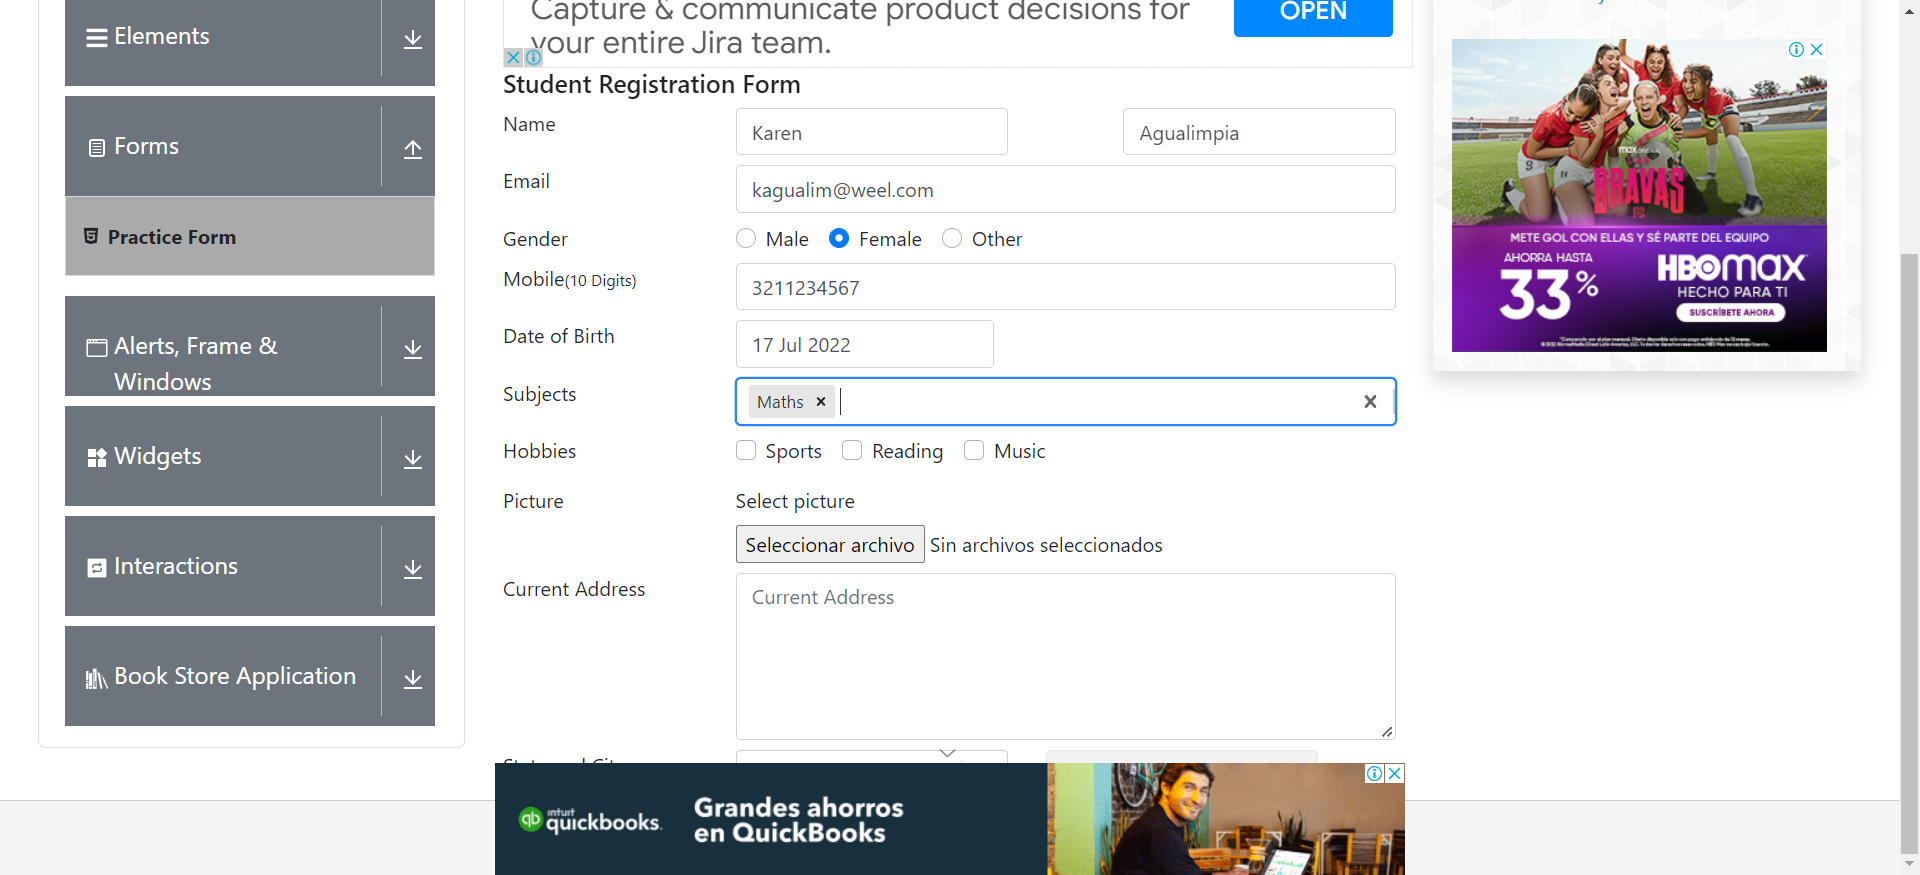 Elements
Forms
Practice Form
Alerts, Frame &
Windows
Widgets
Interactions
Book Store Application
Capture & communicate product decisions for
your entire Jira team.
OPEN
Student Registration Form
Name
Karen
Agualimpia
Email
kagualim@weel.com
Gender
Male
Female
Other
Mobile(10 Digits)
3211234567
Date of Birth
17 Jul 2022
Subjects
Maths
Hobbies
Sports
Reading
Music
Picture
Select picture
Seleccionar archivo
Sin archivos seleccionados
Current Address
Current Address
intuit
quickbooks.
Grandes ahorros
en QuickBooks
max original
BRAVAS
METE GOL CON ELLAS Y SÉ PARTE DEL EQUIPO
AHORRA HASTA
33%
HBOmax
HECHO PARA TI
SUSCRÍBETE AHORA